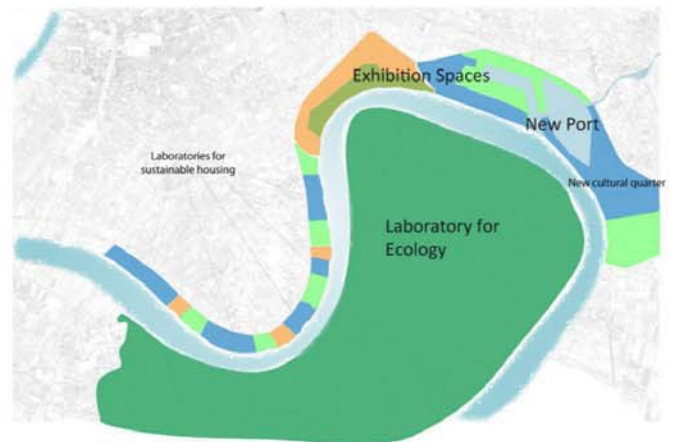 Exhibition Spaces
New Port
Laboratories for
sustainable housing
New cultural quarter
Laboratory for
Ecology